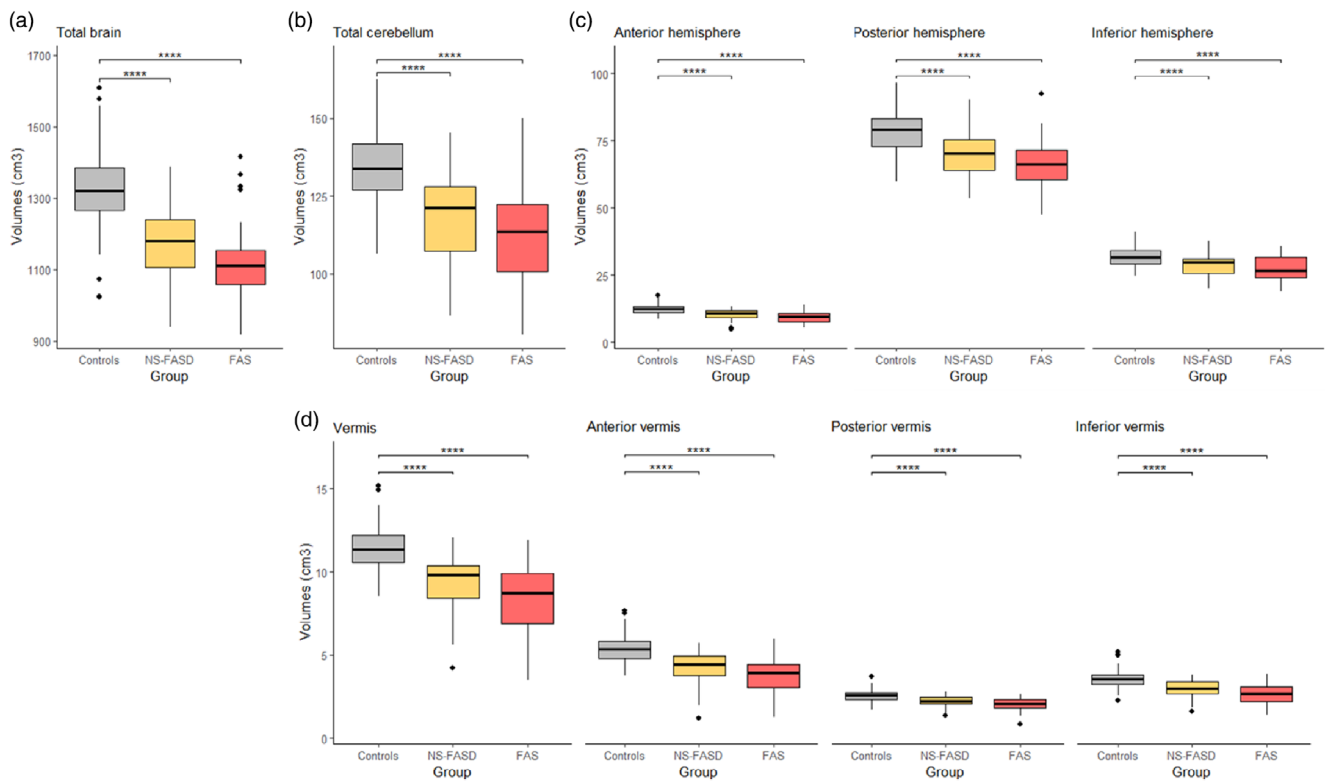 (a)
Total brain
Volumes (cm3)
1700
1500
1300
1100
900
****
****
Controls NS-FASD FAS
Group
(b)
Total cerebellum
Volumes (cm3)
150
125
100
****
****
Controls NS-FASD FAS
Group
(c)
Anterior hemisphere Posterior hemisphere Inferior hemisphere
Volumes (cm3)
100
75
50
25
0
**** **** ****
**** **** ****
Controls NS-FASD FAS Controls NS-FASD FAS Controls NS-FASD FAS
Group Group Group
(d)
Vermis Anterior vermis Posterior vermis Inferior vermis
Volumes (cm3)
15
10
5
0
**** **** **** ****
**** **** **** ****
Controls NS-FASD FAS Controls NS-FASD FAS Controls NS-FASD FAS Controls NS-FASD FAS
Group Group Group Group